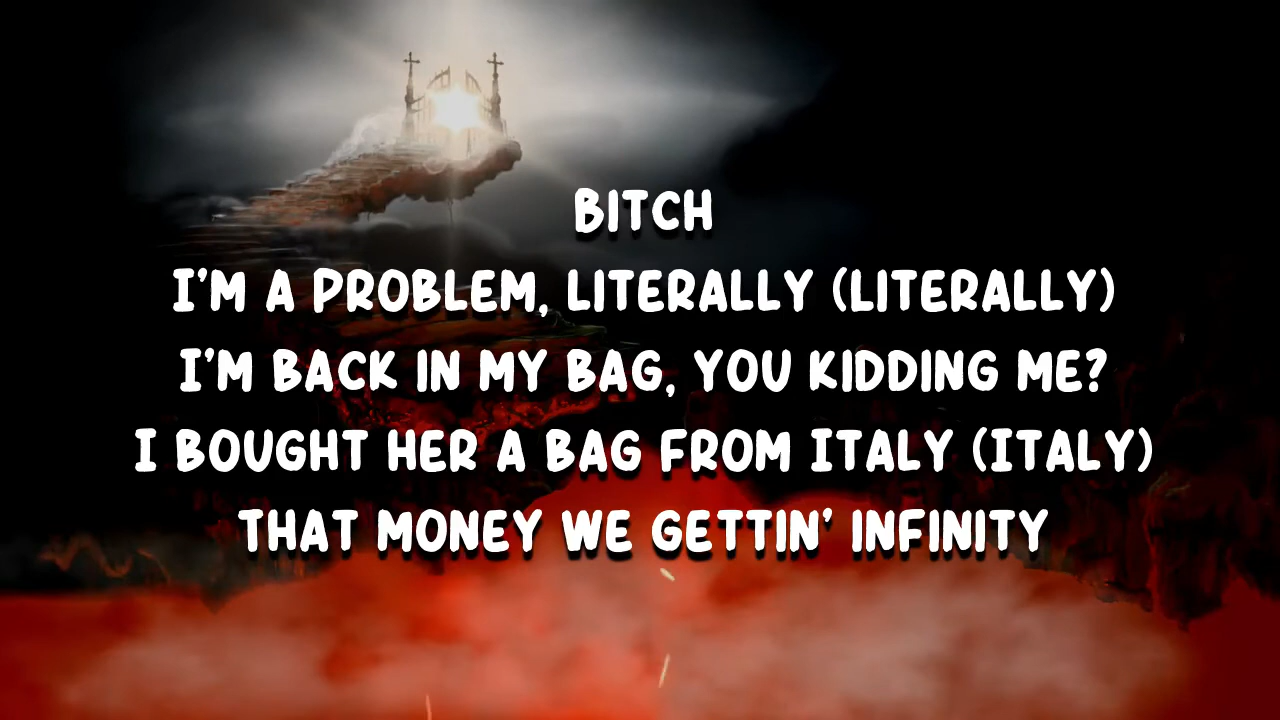 BITCH
I'M A PROBLEM, LITERALLY (LITERALLY)
I'M BACK IN MY BAG, YOU KIDDING ME?
I BOUGHT HER A BAG FROM ITALY (ITALY)
THAT MONEY WE GETTIN' INFINITY